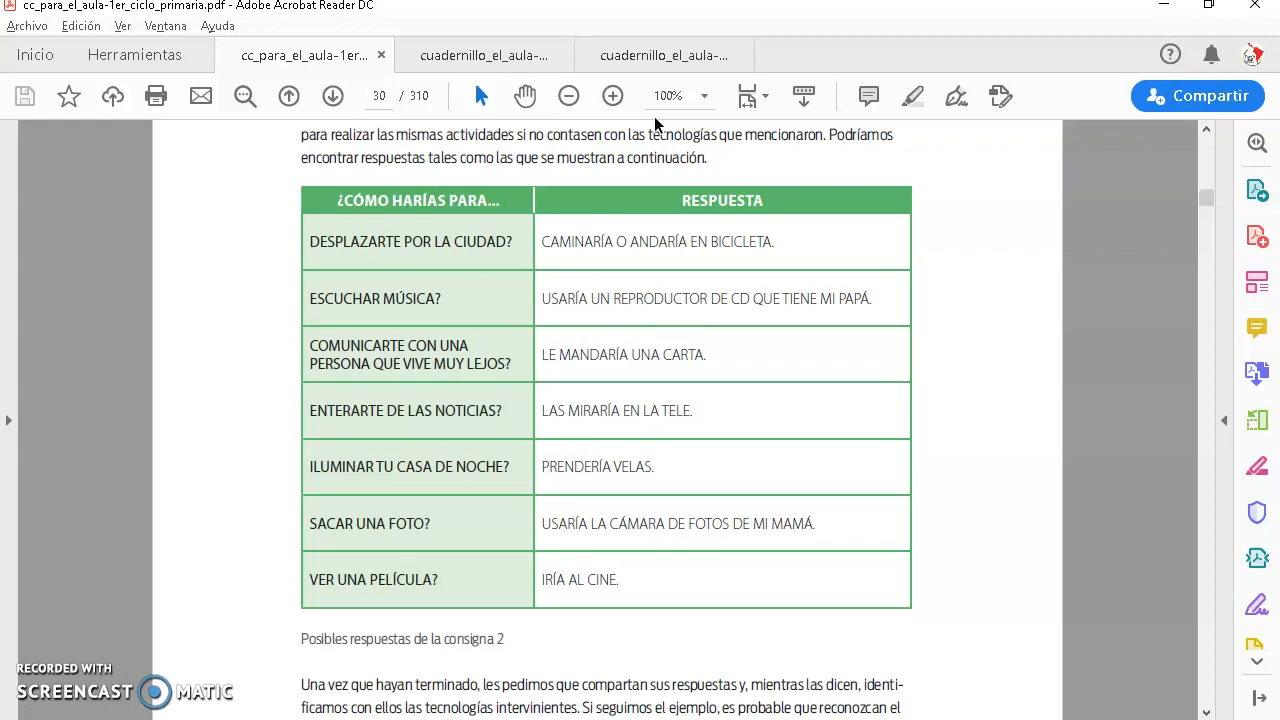 cc_para_el_aula-1er_ciclo_primaria.pdf - Adobe Acrobat Reader DC
Archivo Edición Ver Ventana Ayuda
Inicio Herramientas cc_para_el_aula-1er... cuadernillo_el_aula-... cuadernillo_el_aula-...
30 / 310 100% Compartir
para realizar las mismas actividades si no contasen con las tecnologías que mencionaron. Podríamos
encontrar respuestas tales como las que se muestran a continuación.
¿CÓMO HARÍAS PARA... RESPUESTA
DESPLAZARTE POR LA CIUDAD? CAMINARÍA O ANDARÍA EN BICICLETA.
ESCUCHAR MÚSICA? USARÍA UN REPRODUCTOR DE CD QUE TIENE MI PAPÁ.
COMUNICARTE CON UNA
PERSONA QUE VIVE MUY LEJOS? LE MANDARÍA UNA CARTA.
ENTERARTE DE LAS NOTICIAS? LAS MIRARÍA EN LA TELE.
ILUMINAR TU CASA DE NOCHE? PRENDERÍA VELAS.
SACAR UNA FOTO? USARÍA LA CÁMARA DE FOTOS DE MI MAMÁ.
VER UNA PELÍCULA? IRÍA AL CINE.
Posibles respuestas de la consigna 2
Una vez que hayan terminado, les pedimos que compartan sus respuestas y, mientras las dicen, identi-
ficamos con ellos las tecnologías intervinientes. Si seguimos el ejemplo, es probable que reconozcan el
RECORDED WITH
SCREENCAST MATIC